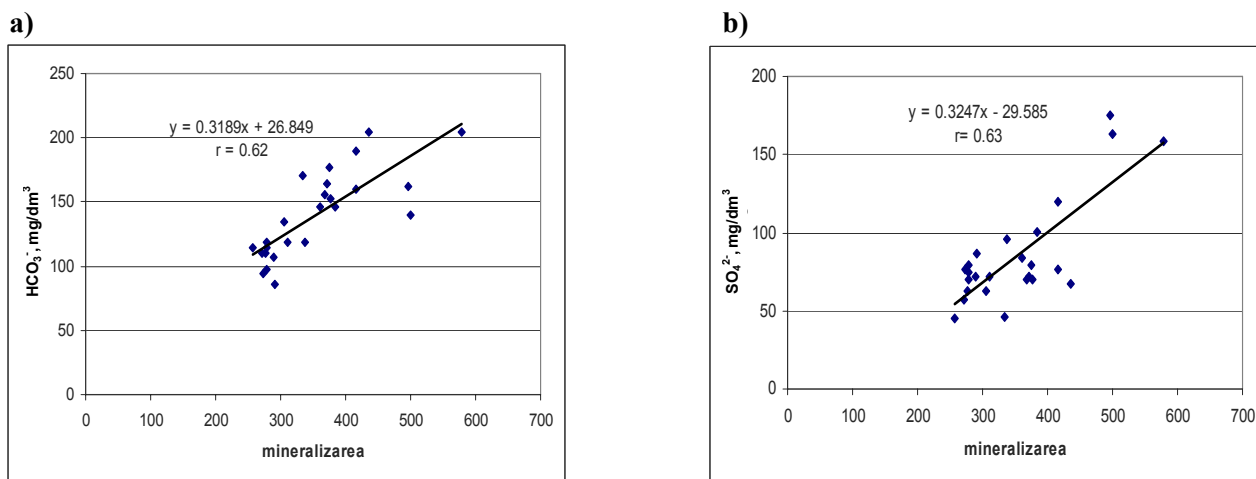 a)
HCO₃⁻, mg/dm³
250
200
150
100
50
0
y = 0.3189x + 26.849
r = 0.62
0 100 200 300 400 500 600 700
mineralizarea
b)
SO₄²⁻, mg/dm³
200
150
100
50
0
y = 0.3247x - 29.585
r= 0.63
0 100 200 300 400 500 600 700
mineralizarea